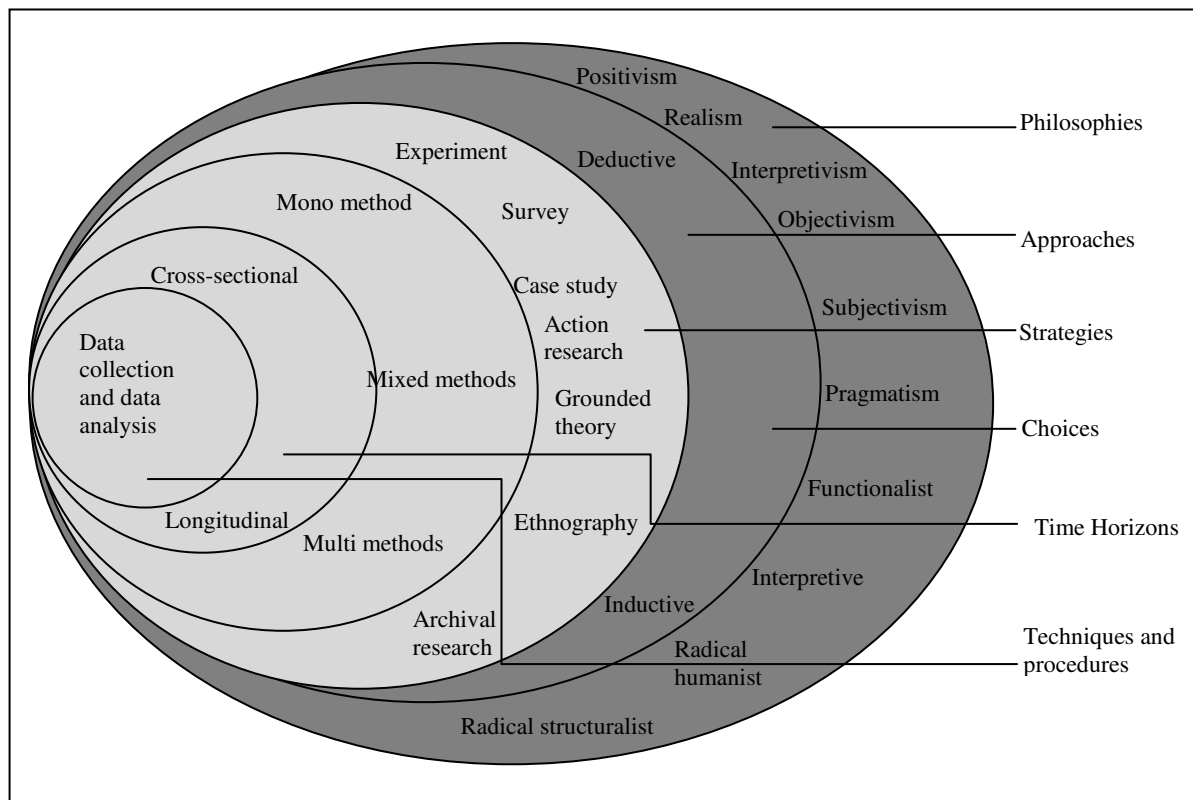 Positivism
Realism
Philosophies
Experiment
Deductive
Interpretivism
Mono method
Survey
Objectivism
Approaches
Cross-sectional
Case study
Subjectivism
Action
research
Strategies
Data
collection
and data
analysis
Mixed methods
Grounded
theory
Pragmatism
Choices
Functionalist
Longitudinal
Ethnography
Time Horizons
Multi methods
Interpretive
Inductive
Archival
research
Radical
humanist
Techniques and
procedures
Radical structuralist